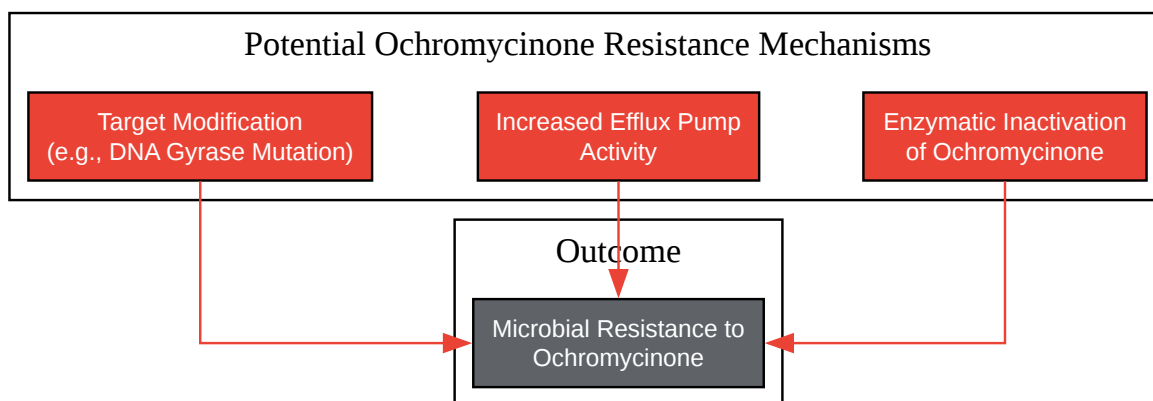 Potential Ochromycinone Resistance Mechanisms
Target Modification
(e.g., DNA Gyrase Mutation)
Increased Efflux Pump
Activity
Enzymatic Inactivation
of Ochromycinone
Outcome
Microbial Resistance to
Ochromycinone